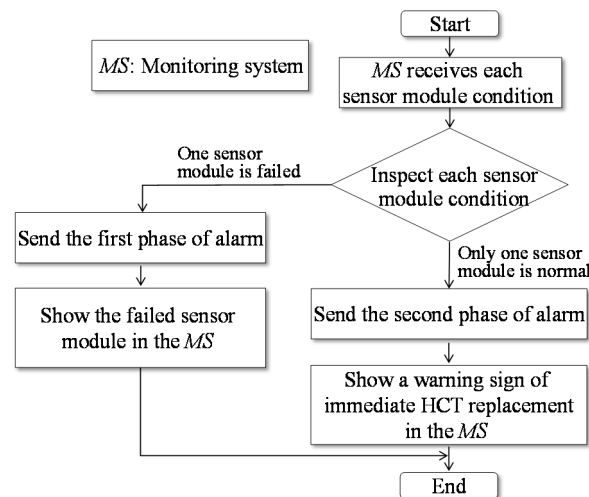 Start
MS: Monitoring system
MS receives each
sensor module condition
One sensor
module is failed
Inspect each sensor
module condition
Send the first phase of alarm
Only one sensor
module is normal
Show the failed sensor
module in the MS
Send the second phase of alarm
Show a warning sign of
immediate HCT replacement
in the MS
End